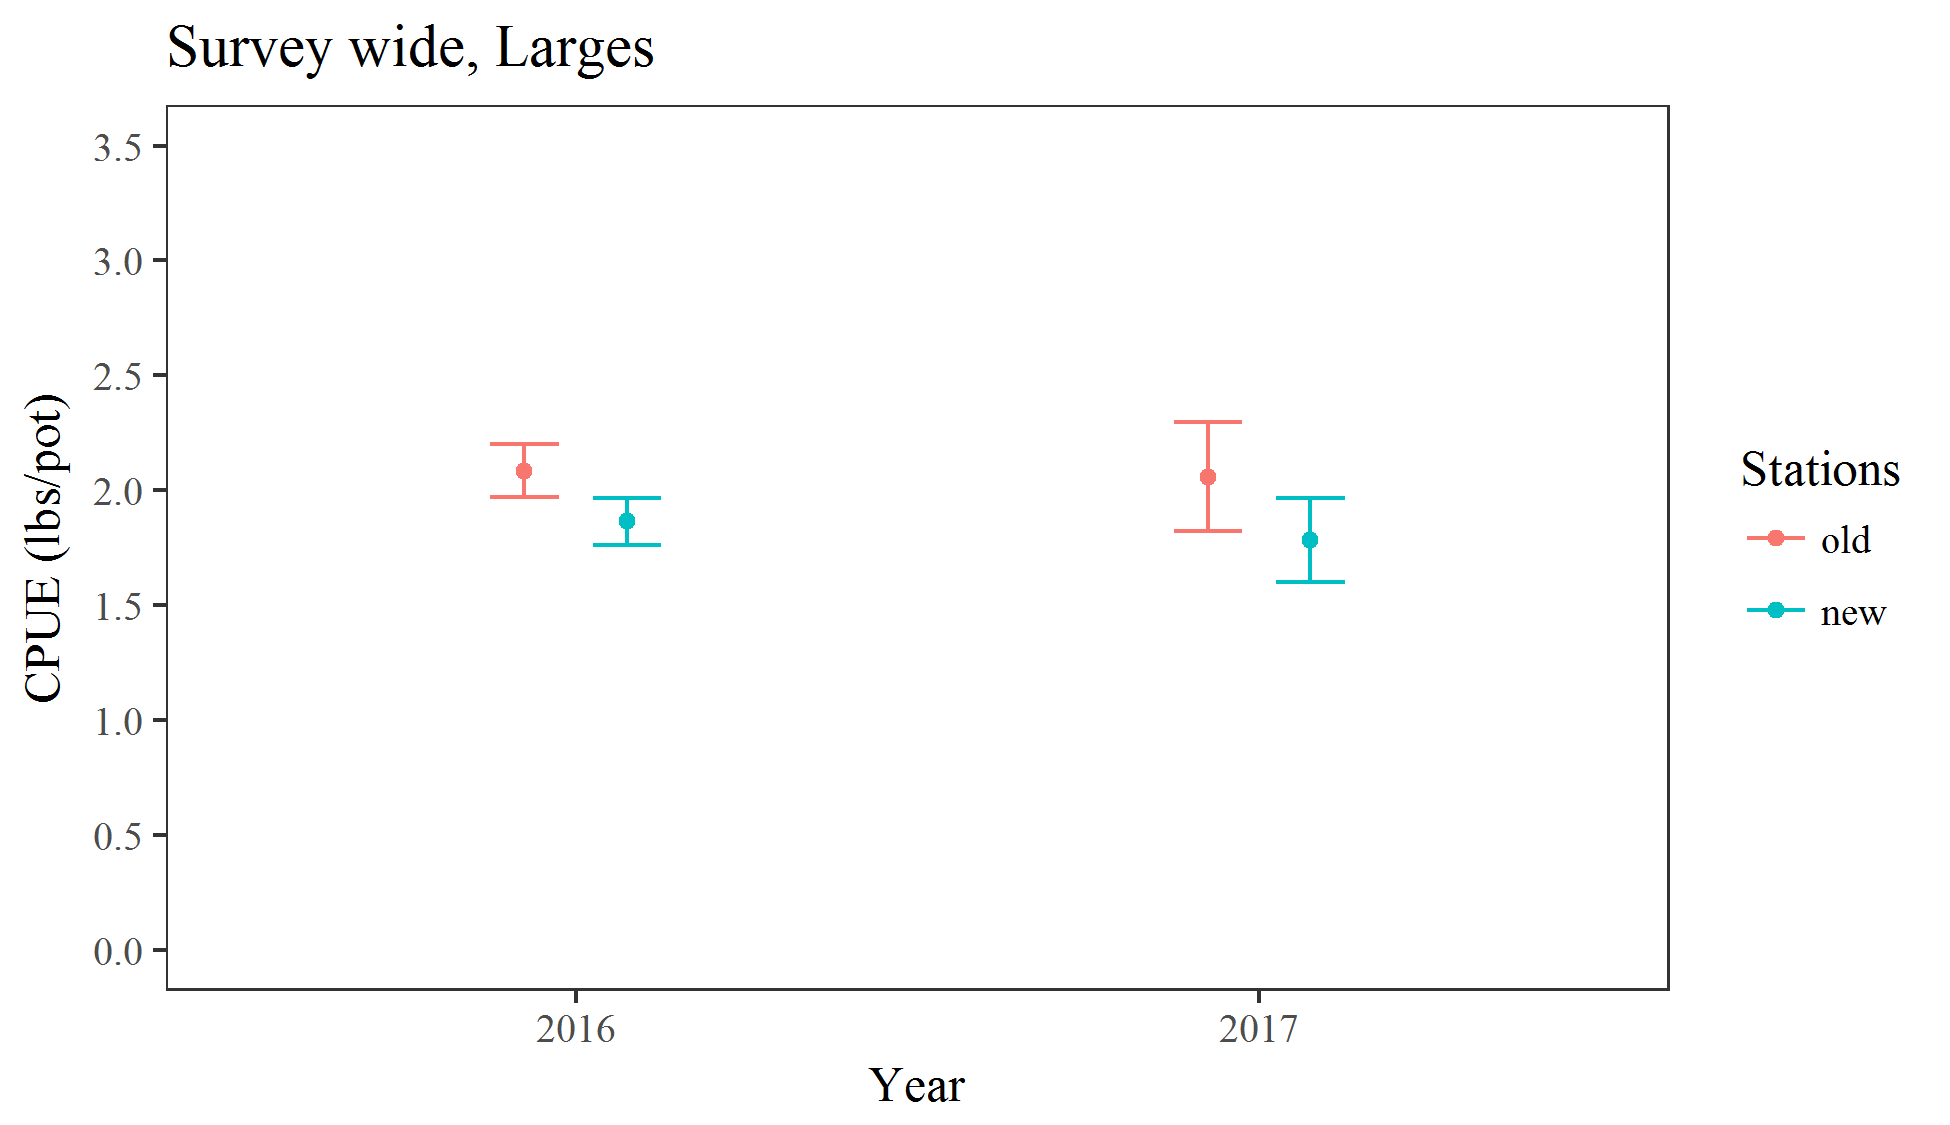 Survey wide, Larges
CPUE (lbs/pot)
3.5
3.0
2.5
2.0
1.5
1.0
0.5
0.0
2016
2017
Year
Stations
old
new